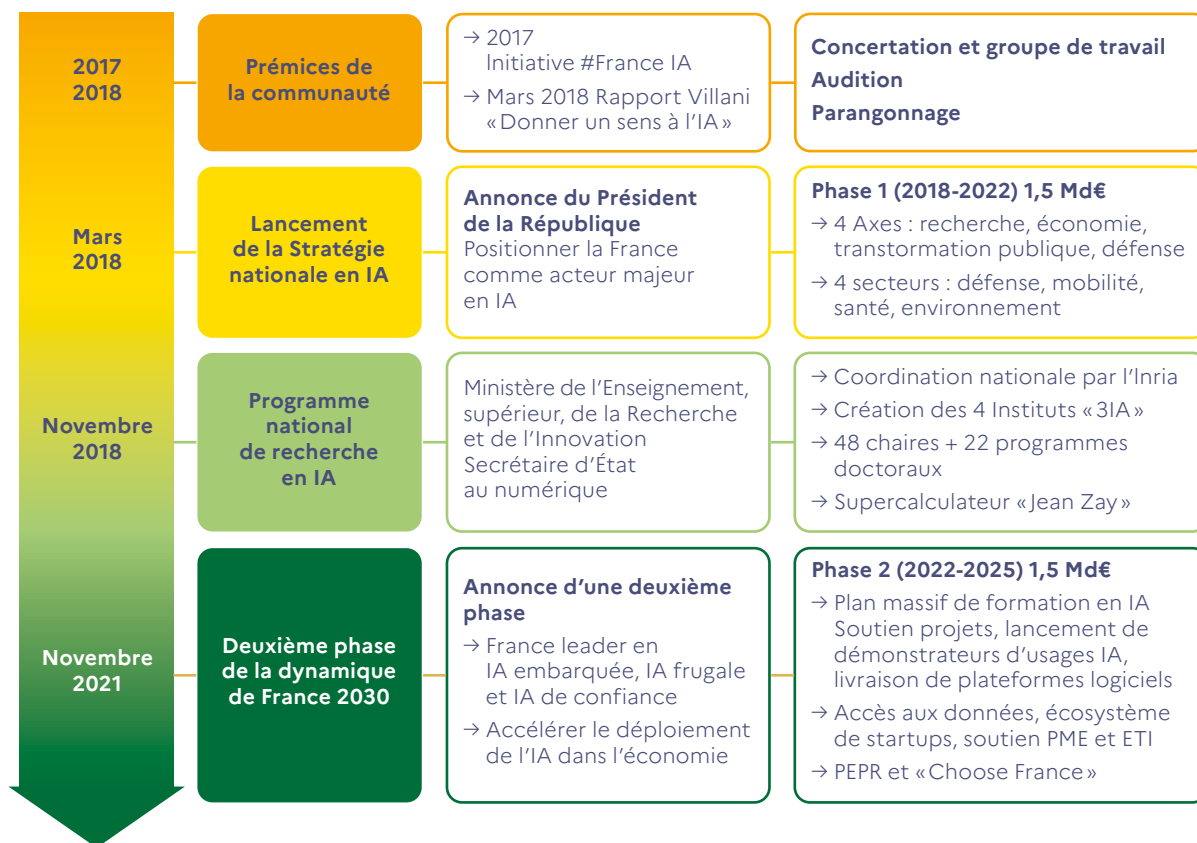 2017
2018
Prémices de
la communauté
→ 2017
Initiative #France IA
→ Mars 2018 Rapport Villani
«Donner un sens à l'IA»
Concertation et groupe de travail
Audition
Parangonnage
Mars
2018
Lancement
de la Stratégie
nationale en IA
Annonce du Président
de la République
Positionner la France
comme acteur majeur
en IA
Phase 1 (2018-2022) 1,5 Md€
→ 4 Axes : recherche, économie,
transtormation publique, défense
→ 4 secteurs : défense, mobilité,
santé, environnement
Novembre
2018
Programme
national
de recherche
en IA
Ministère de l'Enseignement,
supérieur, de la Recherche
et de l'Innovation
Secrétaire d'État
au numérique
→ Coordination nationale par l'Inria
→ Création des 4 Instituts «3IA»
→ 48 chaires + 22 programmes
doctoraux
→ Supercalculateur «Jean Zay»
Novembre
2021
Deuxième phase
de la dynamique
de France 2030
Annonce d'une deuxième
phase
→ France leader en
IA embarquée, IA frugale
et IA de confiance
→ Accélérer le déploiement
de l'IA dans l'économie
Phase 2 (2022-2025) 1,5 Md€
→ Plan massif de formation en IA
Soutien projets, lancement de
démonstrateurs d'usages IA,
livraison de plateformes logiciels
→ Accès aux données, écosystème
de startups, soutien PME et ETI
→ PEPR et «Choose France»